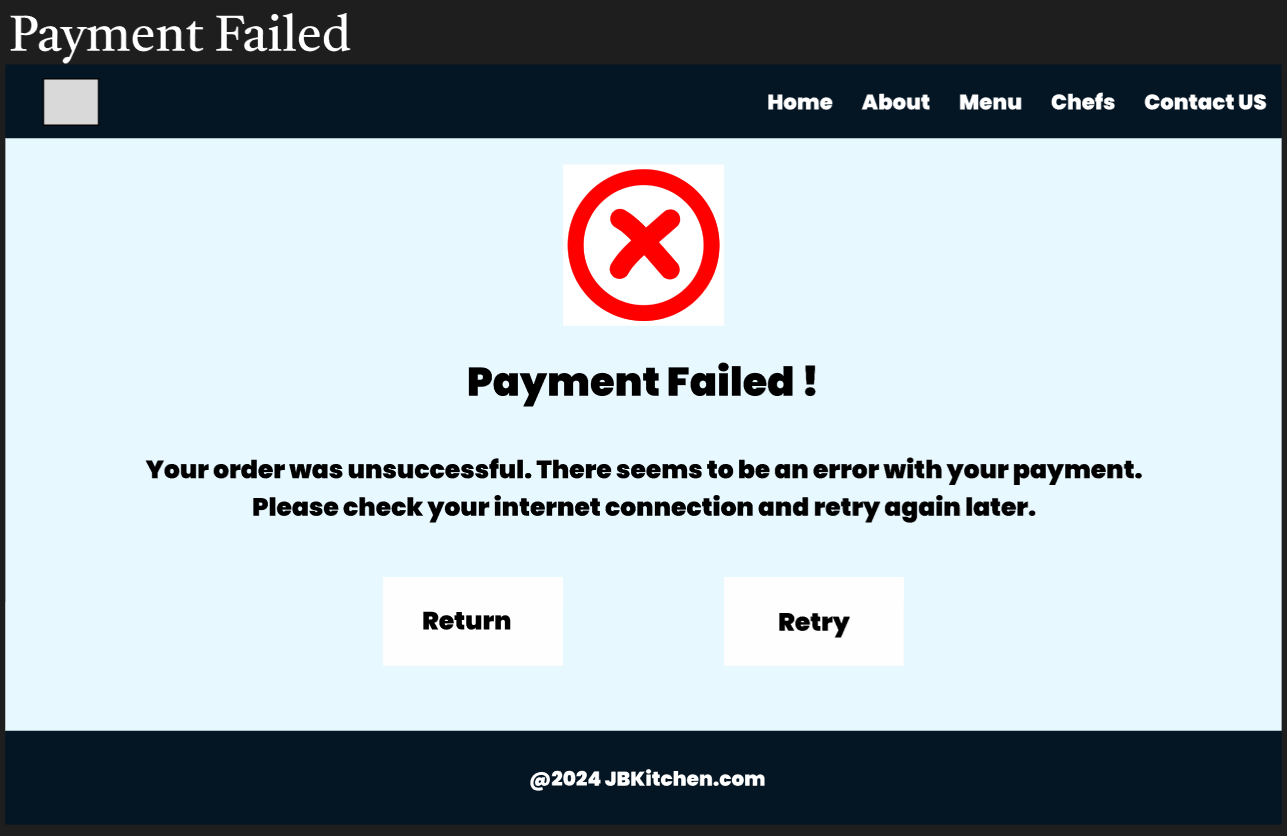 Payment Failed
Home About Menu Chefs Contact US
Payment Failed !
Your order was unsuccessful. There seems to be an error with your payment.
Please check your internet connection and retry again later.
Return Retry
@2024 JBKitchen.com